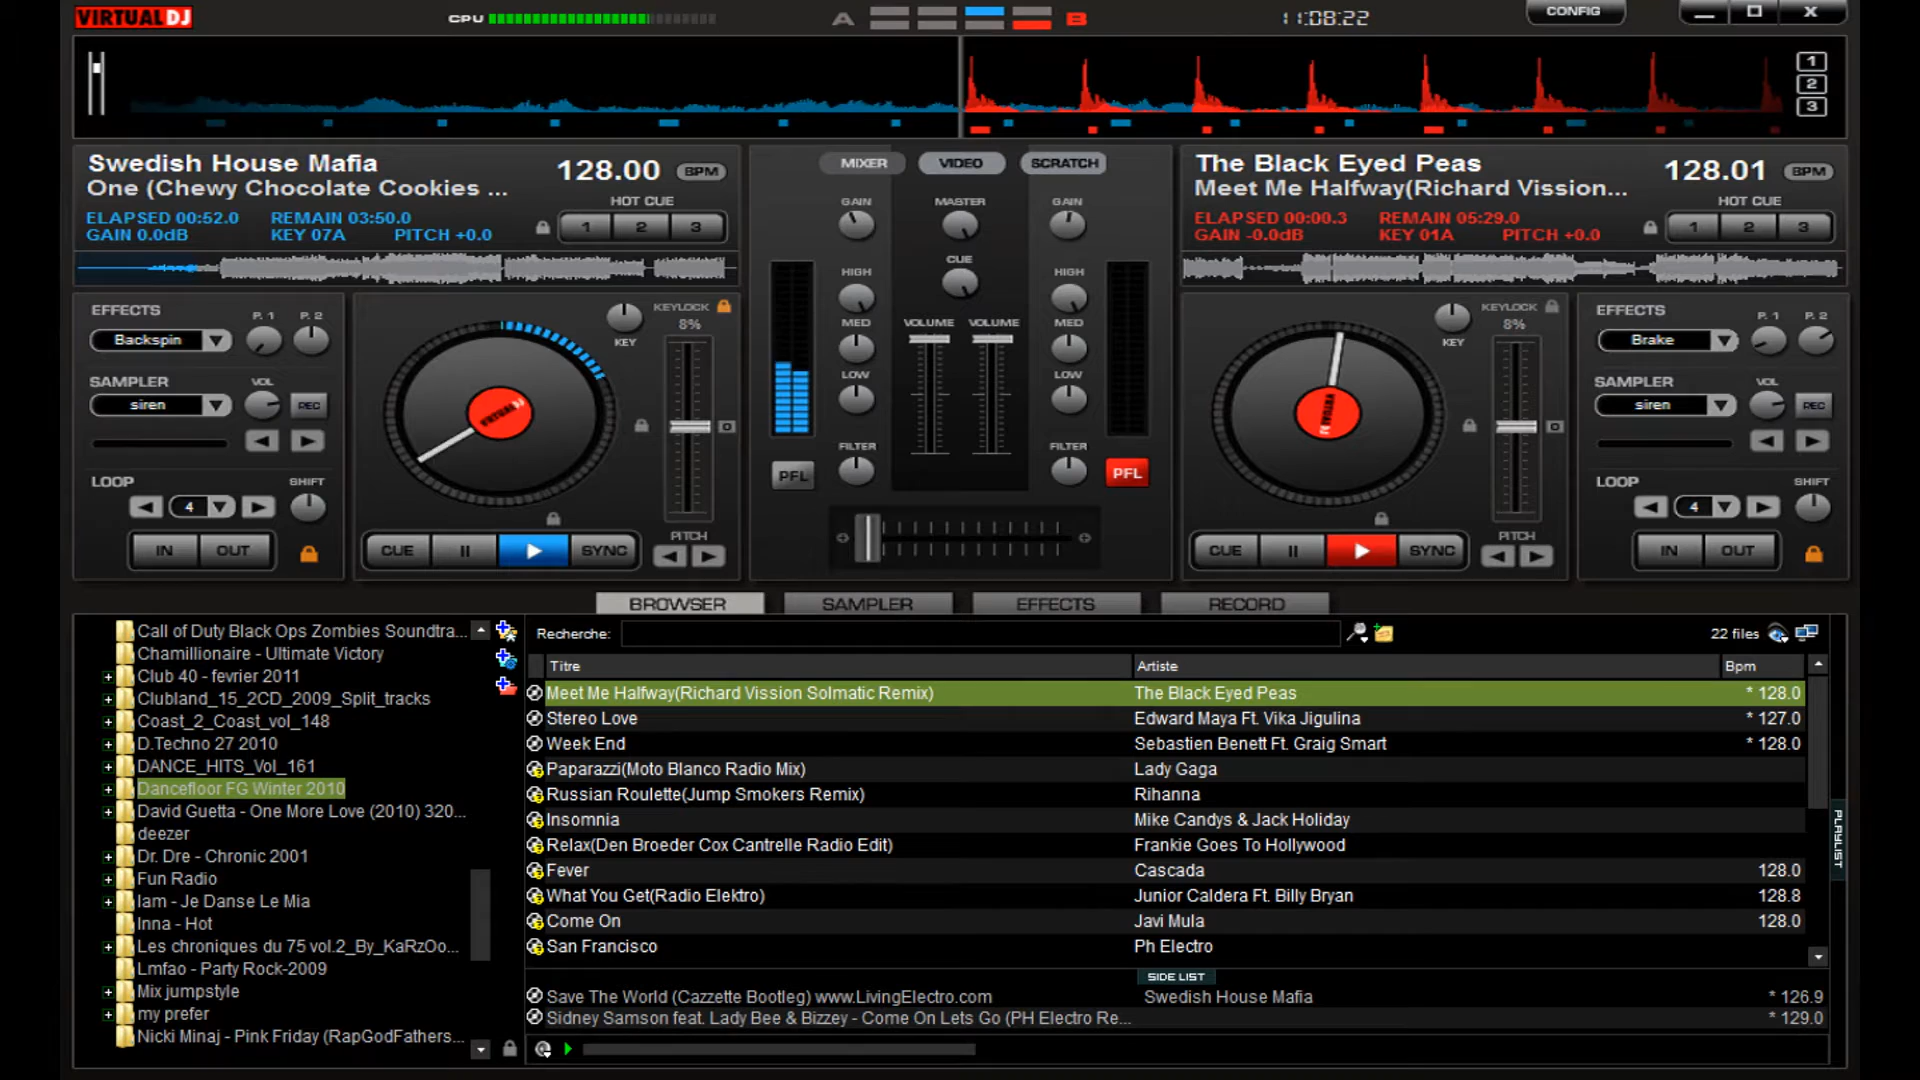 VIRTUAL DJ
CPU
A
B
11:08:22
CONFIG
X
1
2
3
Swedish House Mafia
One (Chewy Chocolate Cookies ...
128.00 BPM
HOT CUE
ELAPSED 00:52.0 REMAIN 03:50.0
GAIN 0.0dB KEY 07A PITCH +0.0
1 2 3
MIXER VIDEO SCRATCH
The Black Eyed Peas
Meet Me Halfway(Richard Vission...
128.01 BPM
HOT CUE
ELAPSED 00:00.3 REMAIN 05:29.0
GAIN -0.0dB KEY 01A PITCH +0.0
1 2 3
EFFECTS P. 1 P. 2
Backspin
SAMPLER VOL
siren REC
LOOP SHIFT
4
IN OUT
KEYLOCK
8%
KEY
VIRTUAL DJ
CUE SYNC
PITCH
GAIN MASTER GAIN
CUE
HIGH HIGH
MED VOLUME VOLUME MED
LOW LOW
FILTER FILTER
PFL PFL
KEYLOCK
8%
KEY
CUE SYNC
PITCH
EFFECTS P. 1 P. 2
Brake
SAMPLER VOL
siren REC
LOOP SHIFT
4
IN OUT
BROWSER SAMPLER EFFECTS RECORD
Call of Duty Black Ops Zombies Soundtra...
Chamillionaire - Ultimate Victory
Club 40 - fevrier 2011
Clubland_15_2CD_2009_Split_tracks
Coast_2_Coast_vol_148
D.Techno 27 2010
DANCE_HITS_Vol_161
Dancefloor FG Winter 2010
David Guetta - One More Love (2010) 320...
deezer
Dr. Dre - Chronic 2001
Fun Radio
Iam - Je Danse Le Mia
Inna - Hot
Les chroniques du 75 vol.2_By_KaRzOo...
Lmfao - Party Rock-2009
Mix jumpstyle
my prefer
Nicki Minaj - Pink Friday (RapGodFathers...
Recherche: 22 files
Titre Artiste Bpm
Meet Me Halfway(Richard Vission Solmatic Remix) The Black Eyed Peas * 128.0
Stereo Love Edward Maya Ft. Vika Jigulina * 127.0
Week End Sebastien Benett Ft. Graig Smart * 128.0
Paparazzi(Moto Blanco Radio Mix) Lady Gaga
Russian Roulette(Jump Smokers Remix) Rihanna
Insomnia Mike Candys & Jack Holiday
Relax(Den Broeder Cox Cantrelle Radio Edit) Frankie Goes To Hollywood
Fever Cascada 128.0
What You Get(Radio Elektro) Junior Caldera Ft. Billy Bryan 128.8
Come On Javi Mula 128.0
San Francisco Ph Electro
PLAYLIST
SIDE LIST
Save The World (Cazzette Bootleg) www.LivingElectro.com Swedish House Mafia * 126.9
Sidney Samson feat. Lady Bee & Bizzey - Come On Lets Go (PH Electro Re... * 129.0